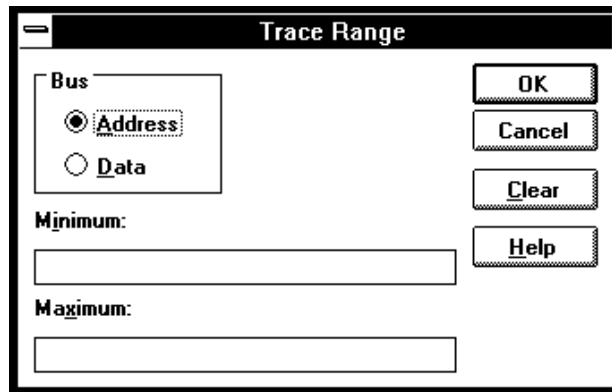 Trace Range
Bus
Address
Data
Minimum:
Maximum:
OK
Cancel
Clear
Help